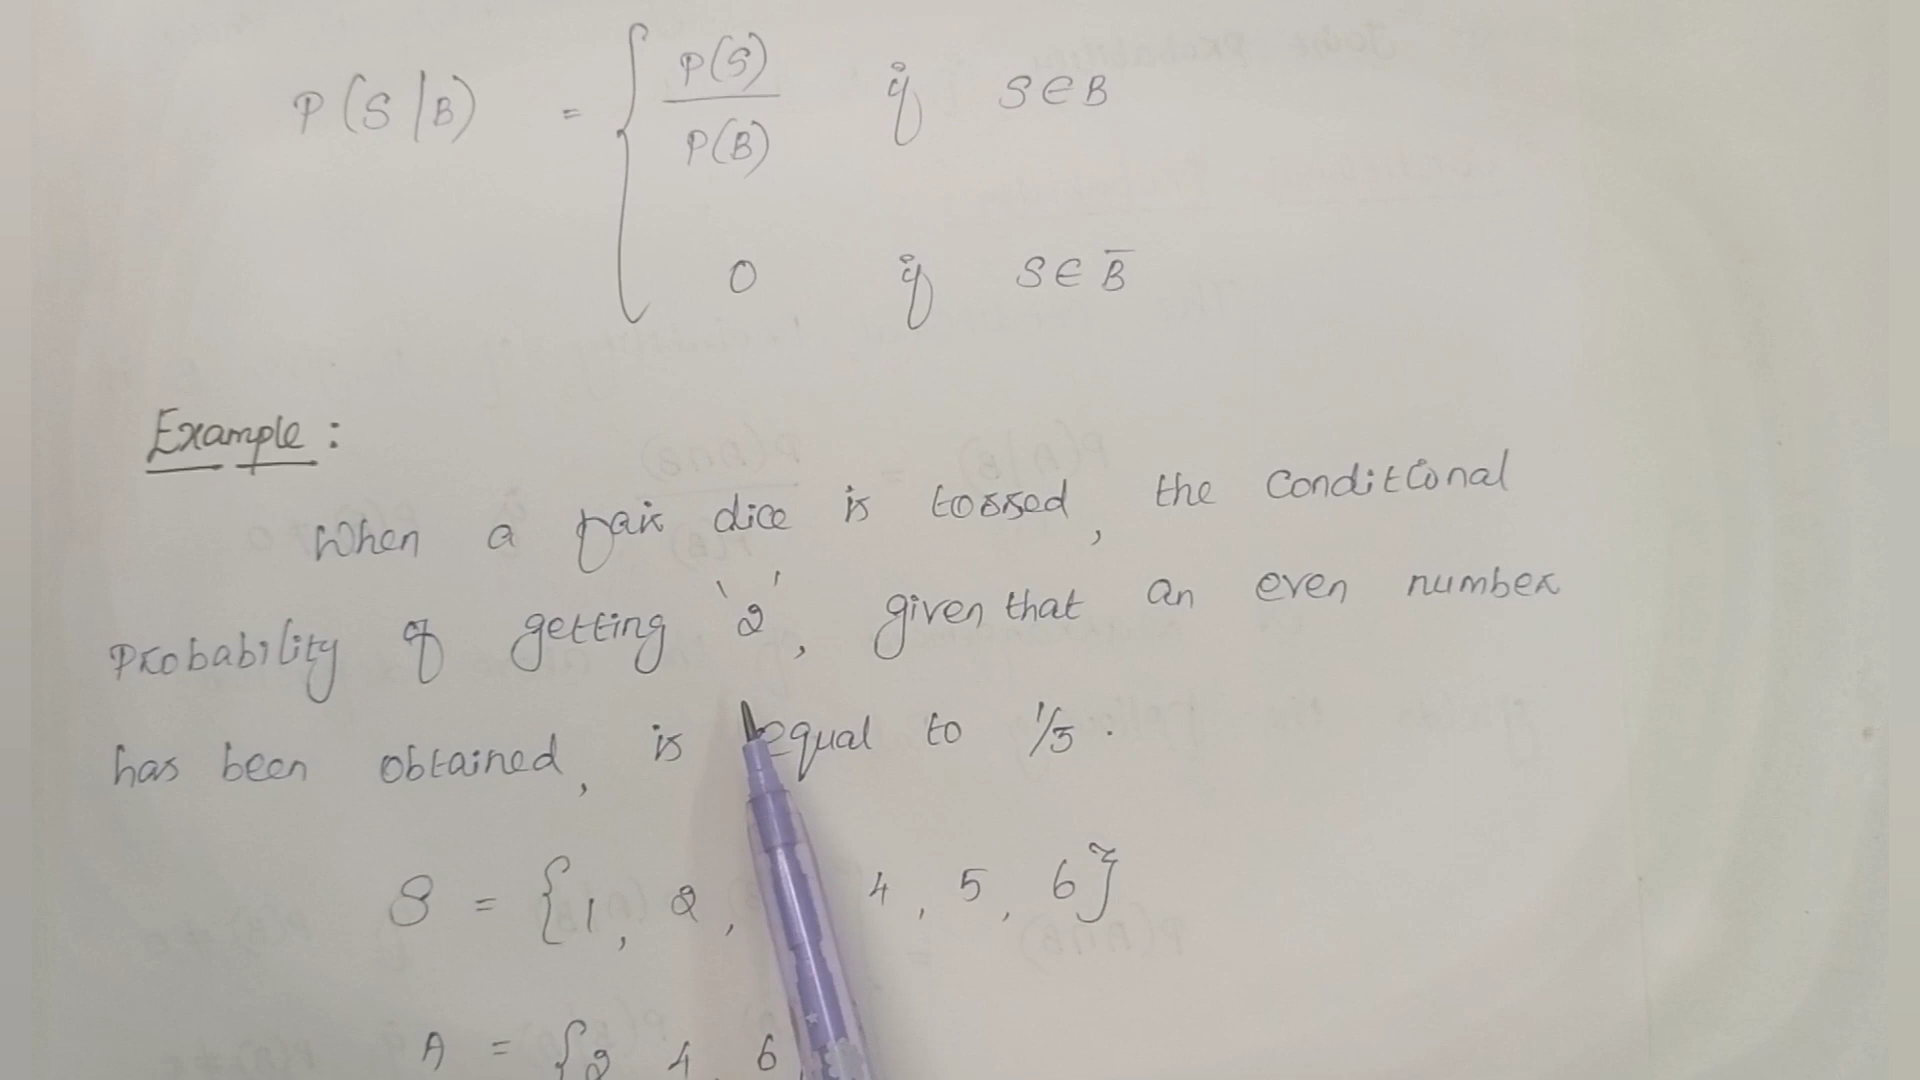 P(S|B) = { P(S)/P(B) if S∈B
0 if S∈B̄
Example:
When a fair dice is tossed, the conditional
probability of getting '2', given that an even number
has been obtained, is equal to 1/3.
S = {1, 2, 4, 5, 6}
A = {2 4 6